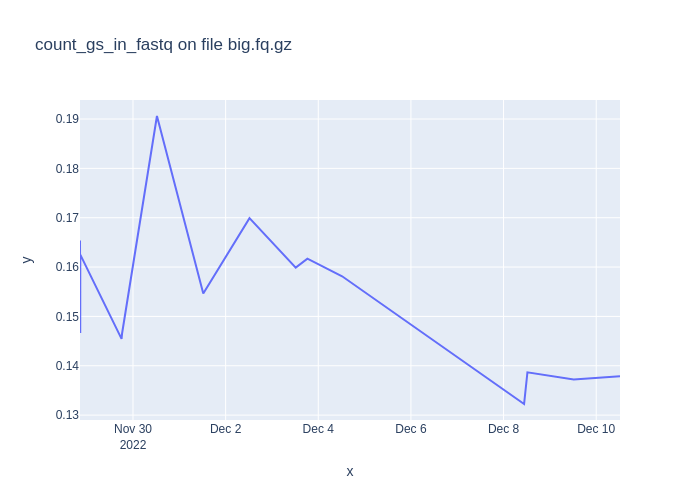 count_gs_in_fastq on file big.fq.gz
0.19
0.18
0.17
0.16
0.15
0.14
0.13
y
Nov 30
2022
Dec 2
Dec 4
Dec 6
Dec 8
Dec 10
x